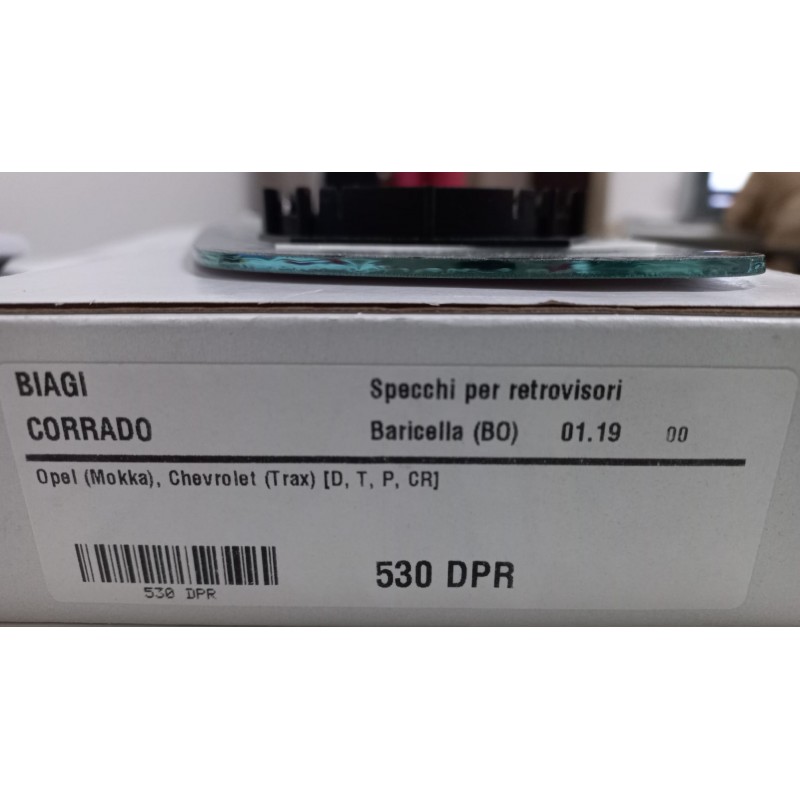 BIAGI
CORRADO
Specchi per retrovisori
Baricella (BO) 01.19 00
Opel (Mokka), Chevrolet (Trax) [D, T, P, CR]
530 DPR
530 DPR